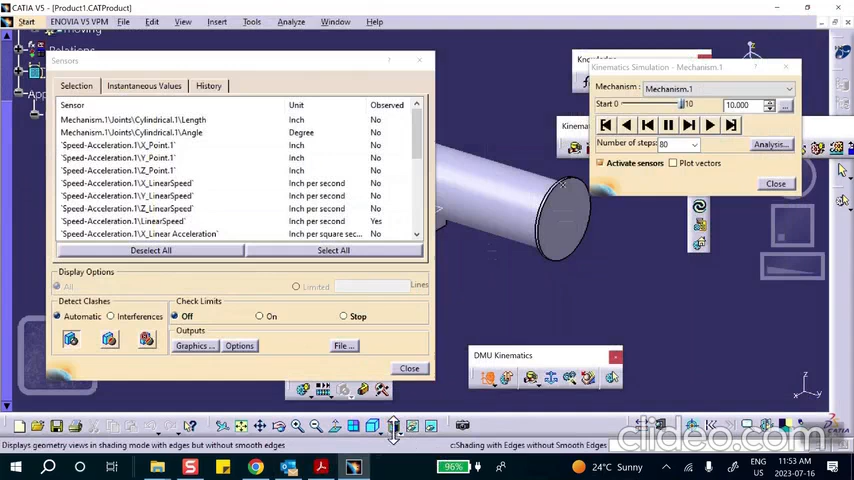 CATIA V5 - [Product1.CATProduct]
Start ENOVIA V5 VPM File Edit View Insert Tools Analyze Window Help
Relations
Sensors
Selection Instantaneous Values History
Sensor Unit Observed
Mechanism.1\Joints\Cylindrical.1\Length Inch No
Mechanism.1\Joints\Cylindrical.1\Angle Degree No
`Speed-Acceleration.1\X_Point.1` Inch No
`Speed-Acceleration.1\Y_Point.1` Inch No
`Speed-Acceleration.1\Z_Point.1` Inch No
`Speed-Acceleration.1\X_LinearSpeed` Inch per second No
`Speed-Acceleration.1\Y_LinearSpeed` Inch per second No
`Speed-Acceleration.1\Z_LinearSpeed` Inch per second No
`Speed-Acceleration.1\LinearSpeed` Inch per second Yes
`Speed-Acceleration.1\X_Linear Acceleration` Inch per square sec... No
Deselect All Select All
Display Options
All Limited Lines
Detect Clashes Check Limits
Automatic Interferences Off On Stop
Outputs
Graphics ... Options File ...
Close
Kinematics Simulation - Mechanism.1
Mechanism : Mechanism.1
Start 0 10 10.000 ...
Number of steps: 80 Analysis...
Activate sensors Plot vectors
Close
DMU Kinematics
Displays geometry views in shading mode with edges but without smooth edges
c:Shading with Edges without Smooth Edges
clideo.com
96%
24°C Sunny
ENG
US
11:53 AM
2023-07-16